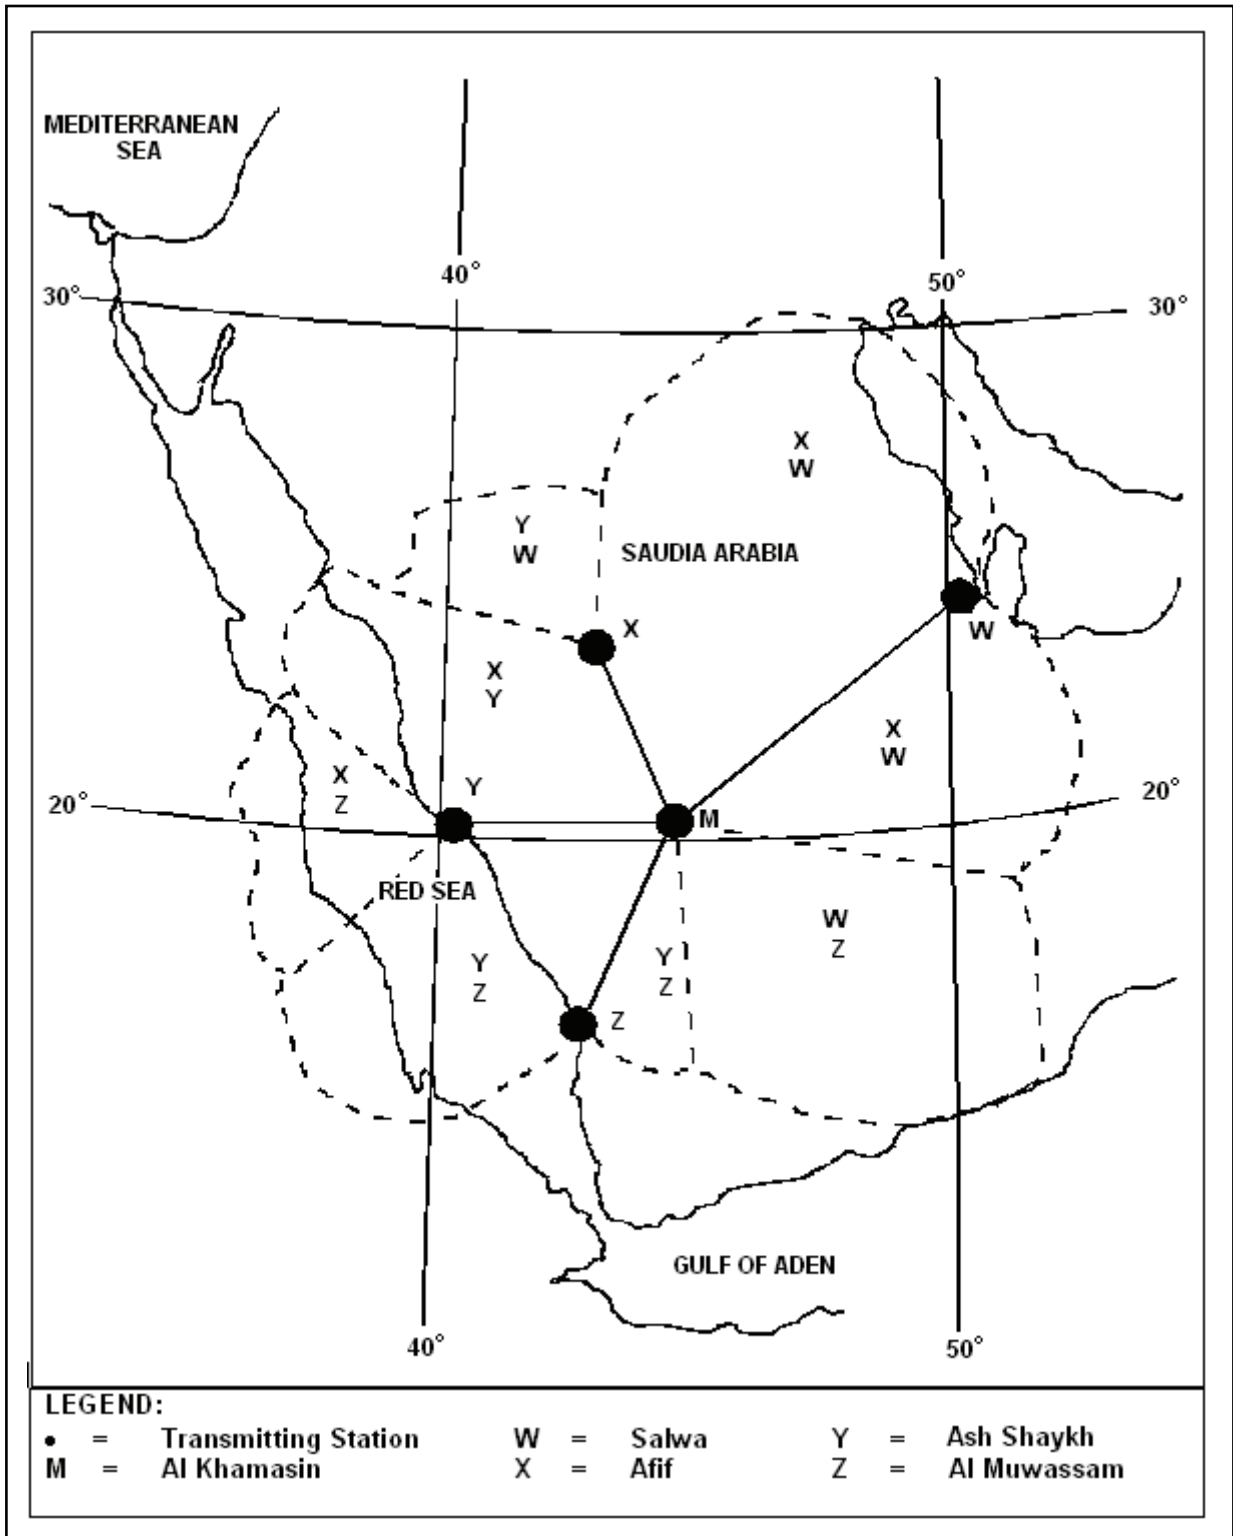 MEDITERRANEAN
SEA
40°
50°
30°
30°
X
W
Y
W
SAUDIA ARABIA
X
W
X
Y
X
W
X
Z
Y
20°
20°
M
RED SEA
W
Z
Y
Z
Y
Z
Z
GULF OF ADEN
40°
50°
LEGEND:
• = Transmitting Station W = Salwa Y = Ash Shaykh
M = Al Khamasin X = Afif Z = Al Muwassam